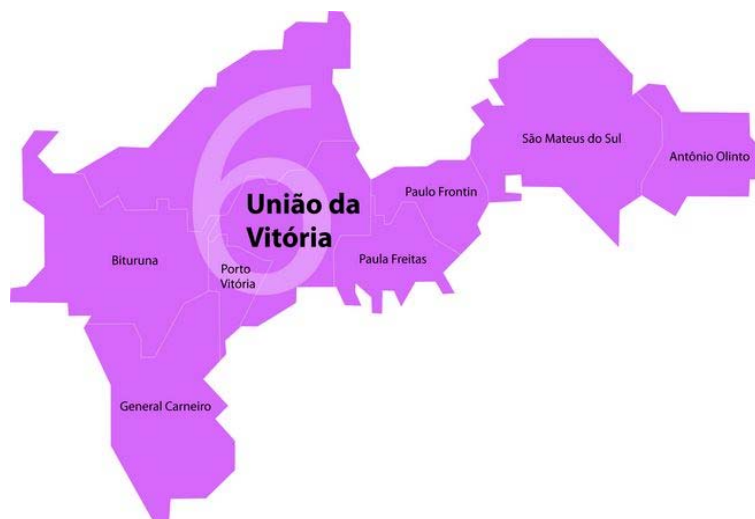 6
São Mateus do Sul
Antônio Olinto
Paulo Frontin
União da
Vitória
Bituruna
Porto
Vitória
Paula Freitas
General Carneiro